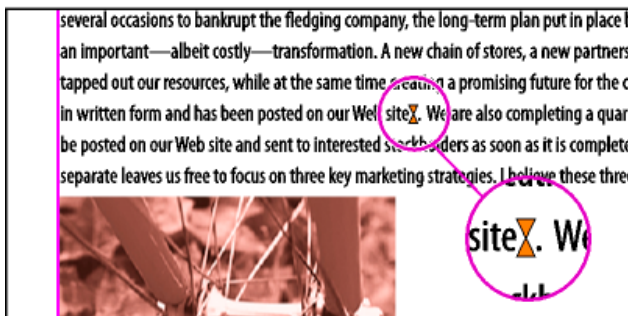 several occasions to bankrupt the fledging company, the long-term plan put in place
an important—albeit costly—transformation. A new chain of stores, a new partners
tapped out our resources, while at the same time creating a promising future for the
in written form and has been posted on our Web site. We are also completing a quar
be posted on our Web site and sent to interested stockholders as soon as it is complete
separate leaves us free to focus on three key marketing strategies. I believe these three
site. We